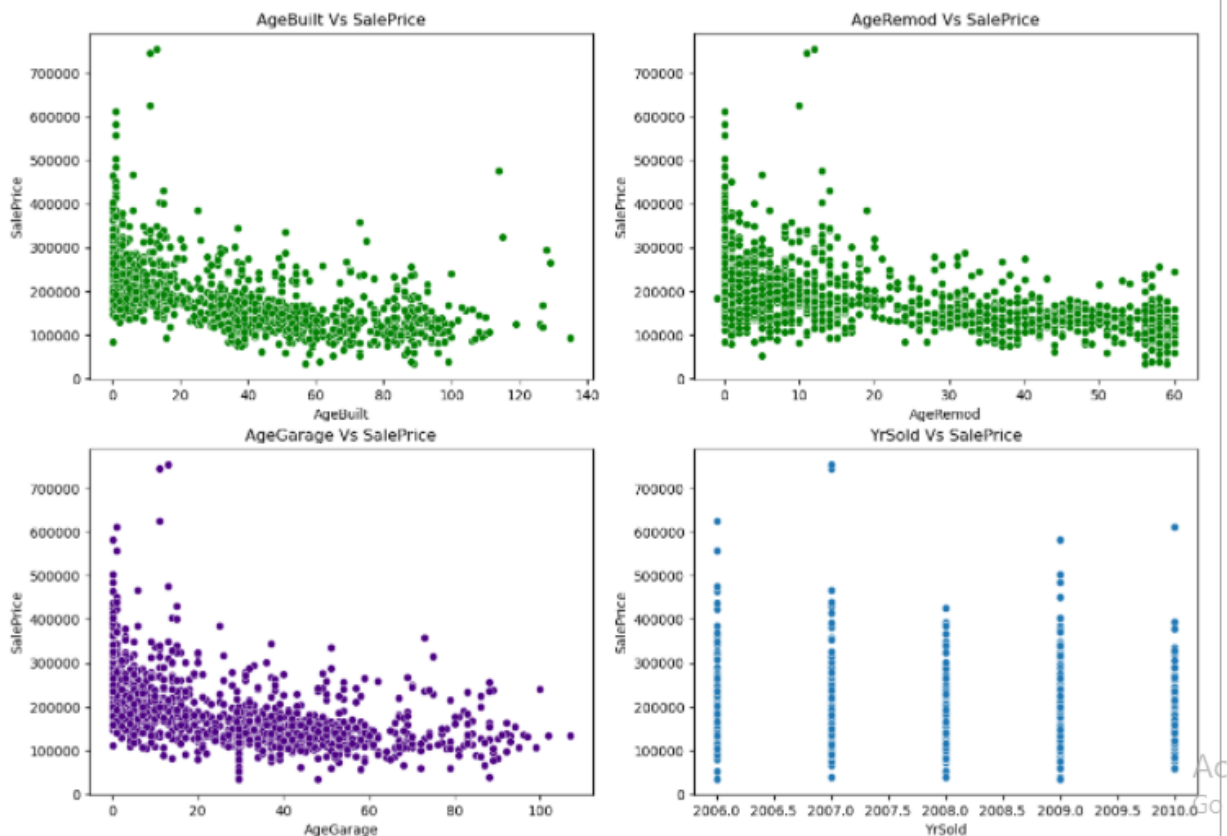 AgeBuilt Vs SalePrice
700000
600000
500000
400000
300000
200000
100000
0
SalePrice
0 20 40 60 80 100 120 140
AgeBuilt
AgeRemod Vs SalePrice
700000
600000
500000
400000
300000
200000
100000
0
SalePrice
0 10 20 30 40 50 60
AgeRemod
AgeGarage Vs SalePrice
700000
600000
500000
400000
300000
200000
100000
0
SalePrice
0 20 40 60 80 100
AgeGarage
YrSold Vs SalePrice
700000
600000
500000
400000
300000
200000
100000
0
SalePrice
2006.0 2006.5 2007.0 2007.5 2008.0 2008.5 2009.0 2009.5 2010.0
YrSold
Ac
Go